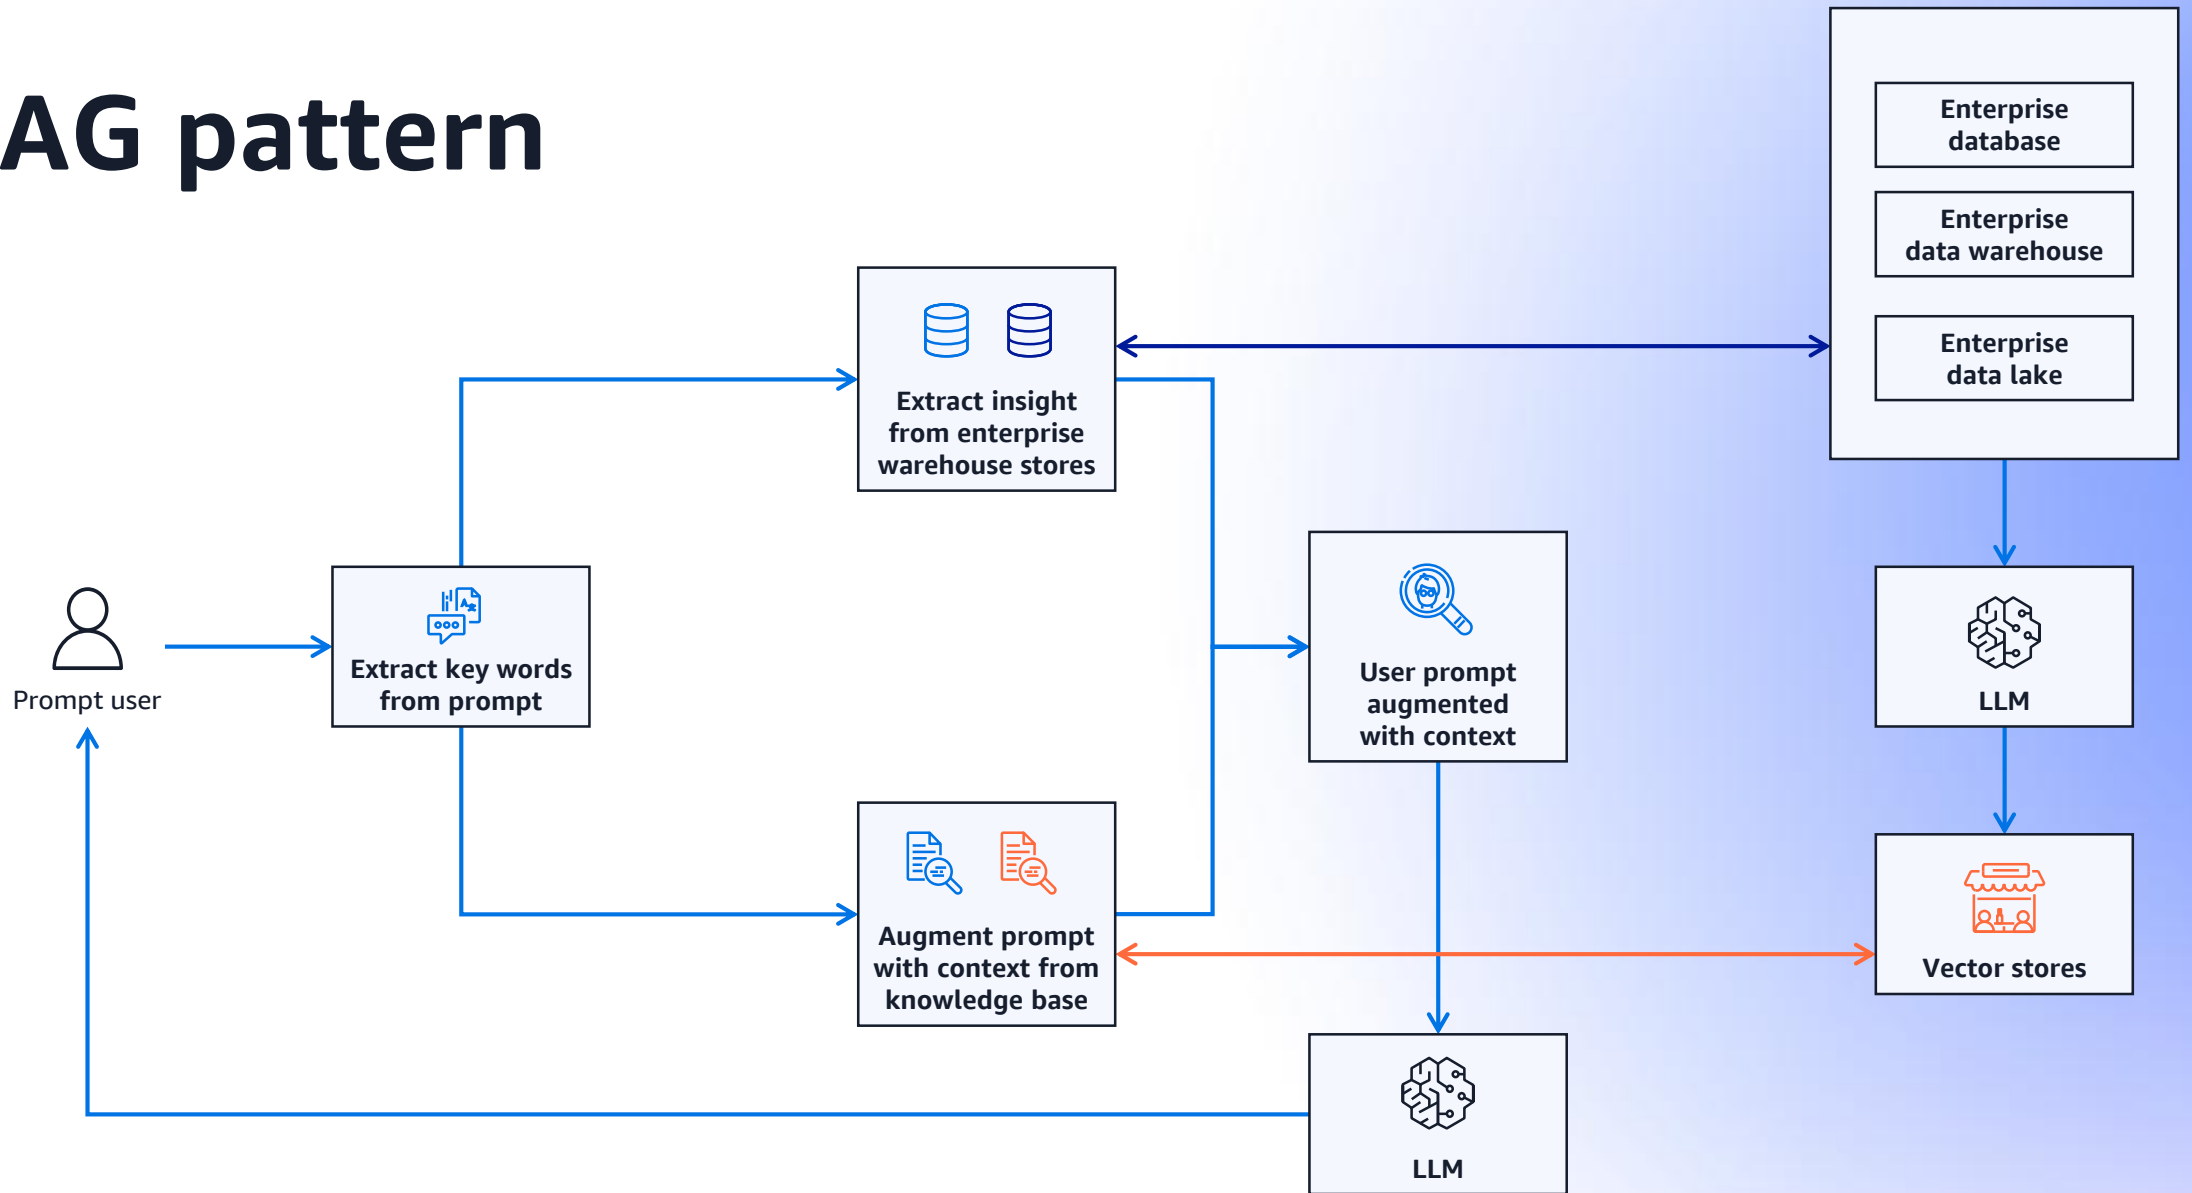 AG pattern
Enterprise
database
Enterprise
data warehouse
Enterprise
data lake
Extract insight
from enterprise
warehouse stores
Prompt user
Extract key words
from prompt
User prompt
augmented
with context
LLM
Augment prompt
with context from
knowledge base
Vector stores
LLM